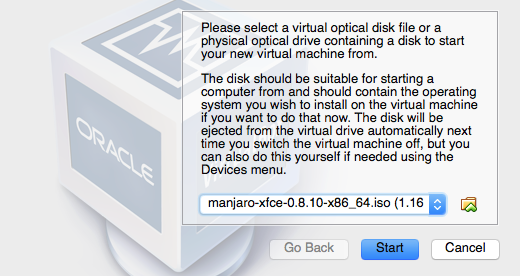 Please select a virtual optical disk file or a
physical optical drive containing a disk to start
your new virtual machine from.
The disk should be suitable for starting a
computer from and should contain the operating
system you wish to install on the virtual machine
if you want to do that now. The disk will be
ejected from the virtual drive automatically next
time you switch the virtual machine off, but you
can also do this yourself if needed using the
Devices menu.
ORACLE
manjaro-xfce-0.8.10-x86_64.iso (1.16
Go Back
Start
Cancel